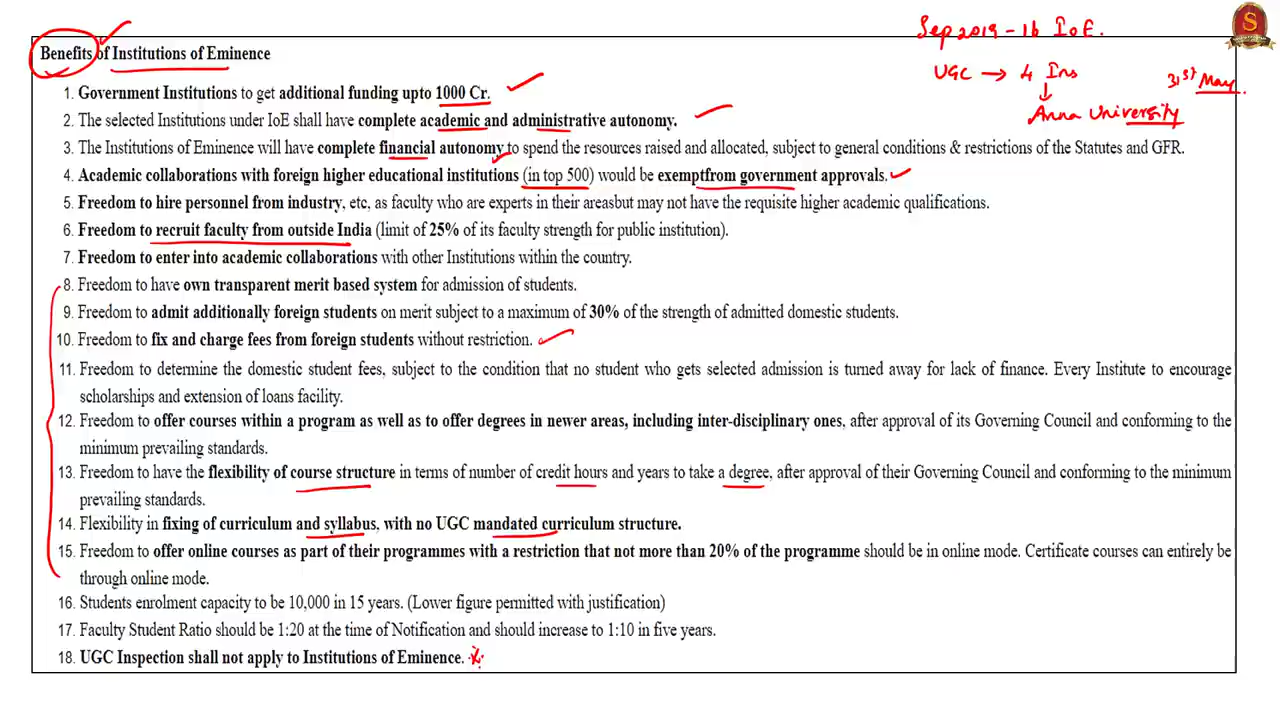 Sep 2019 - 16 IoE.
UGC → 4 Ins
31st May.
↓
Anna University
S
Benefits of Institutions of Eminence
1. Government Institutions to get additional funding upto 1000 Cr.
2. The selected Institutions under IoE shall have complete academic and administrative autonomy.
3. The Institutions of Eminence will have complete financial autonomy to spend the resources raised and allocated, subject to general conditions & restrictions of the Statutes and GFR.
4. Academic collaborations with foreign higher educational institutions (in top 500) would be exemptfrom government approvals.
5. Freedom to hire personnel from industry, etc, as faculty who are experts in their areasbut may not have the requisite higher academic qualifications.
6. Freedom to recruit faculty from outside India (limit of 25% of its faculty strength for public institution).
7. Freedom to enter into academic collaborations with other Institutions within the country.
8. Freedom to have own transparent merit based system for admission of students.
9. Freedom to admit additionally foreign students on merit subject to a maximum of 30% of the strength of admitted domestic students.
10. Freedom to fix and charge fees from foreign students without restriction.
11. Freedom to determine the domestic student fees, subject to the condition that no student who gets selected admission is turned away for lack of finance. Every Institute to encourage
scholarships and extension of loans facility.
12. Freedom to offer courses within a program as well as to offer degrees in newer areas, including inter-disciplinary ones, after approval of its Governing Council and conforming to the
minimum prevailing standards.
13. Freedom to have the flexibility of course structure in terms of number of credit hours and years to take a degree, after approval of their Governing Council and conforming to the minimum
prevailing standards.
14. Flexibility in fixing of curriculum and syllabus, with no UGC mandated curriculum structure.
15. Freedom to offer online courses as part of their programmes with a restriction that not more than 20% of the programme should be in online mode. Certificate courses can entirely be
through online mode.
16. Students enrolment capacity to be 10,000 in 15 years. (Lower figure permitted with justification)
17. Faculty Student Ratio should be 1:20 at the time of Notification and should increase to 1:10 in five years.
18. UGC Inspection shall not apply to Institutions of Eminence.